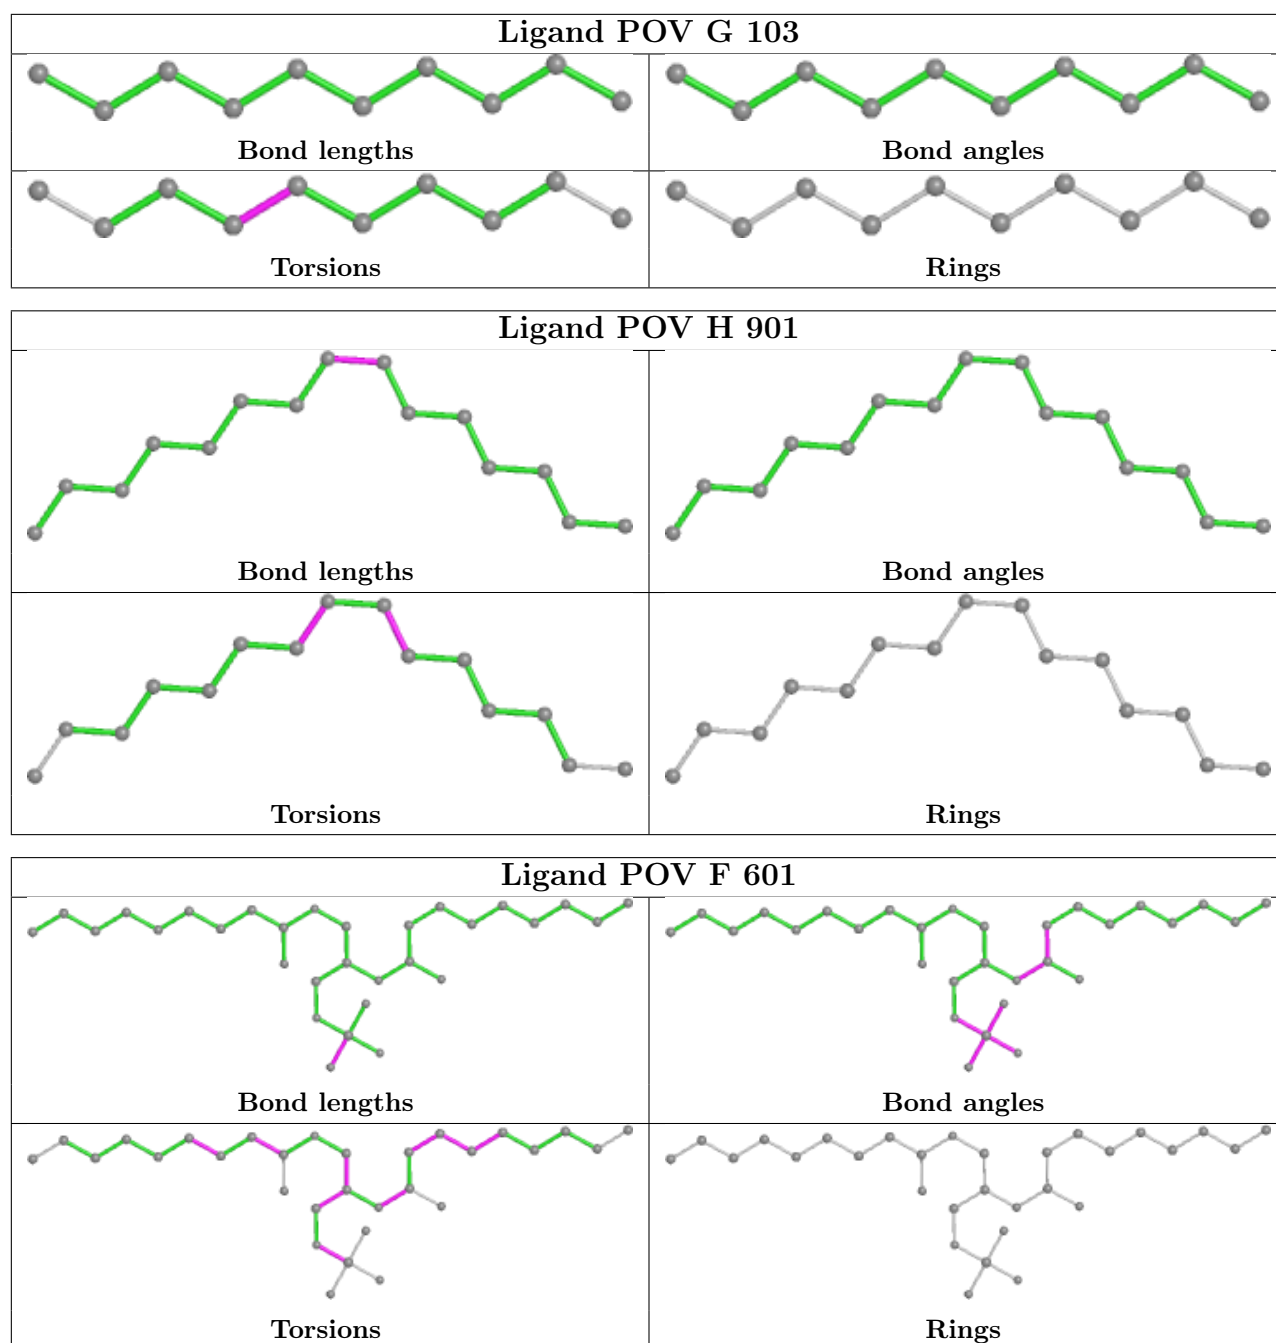 Ligand POV G 103
Bond lengths
Bond angles
Torsions
Rings
Ligand POV H 901
Bond lengths
Bond angles
Torsions
Rings
Ligand POV F 601
Bond lengths
Bond angles
Torsions
Rings